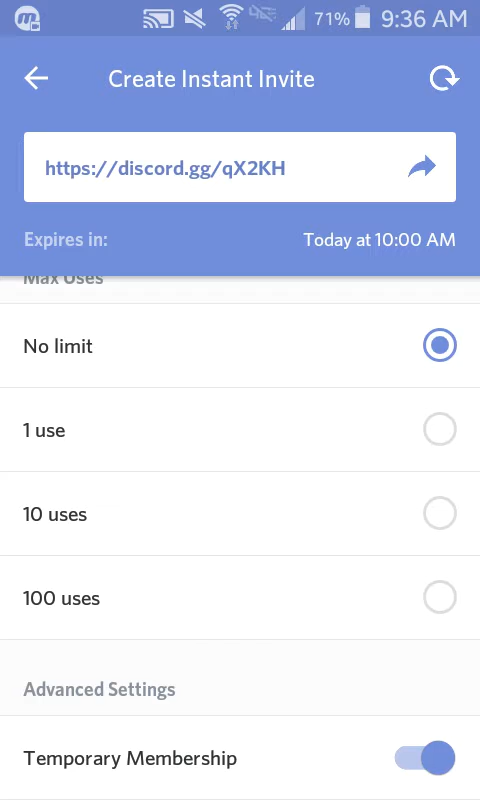 71% 9:36 AM
Create Instant Invite
https://discord.gg/qX2KH
Expires in: Today at 10:00 AM
Max Uses
No limit
1 use
10 uses
100 uses
Advanced Settings
Temporary Membership